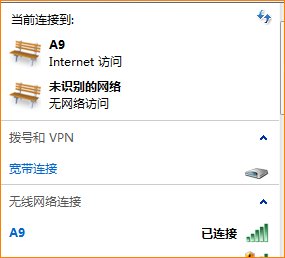 当前连接到:
A9
Internet 访问
未识别的网络
无网络访问
拨号和 VPN
宽带连接
无线网络连接
A9 已连接